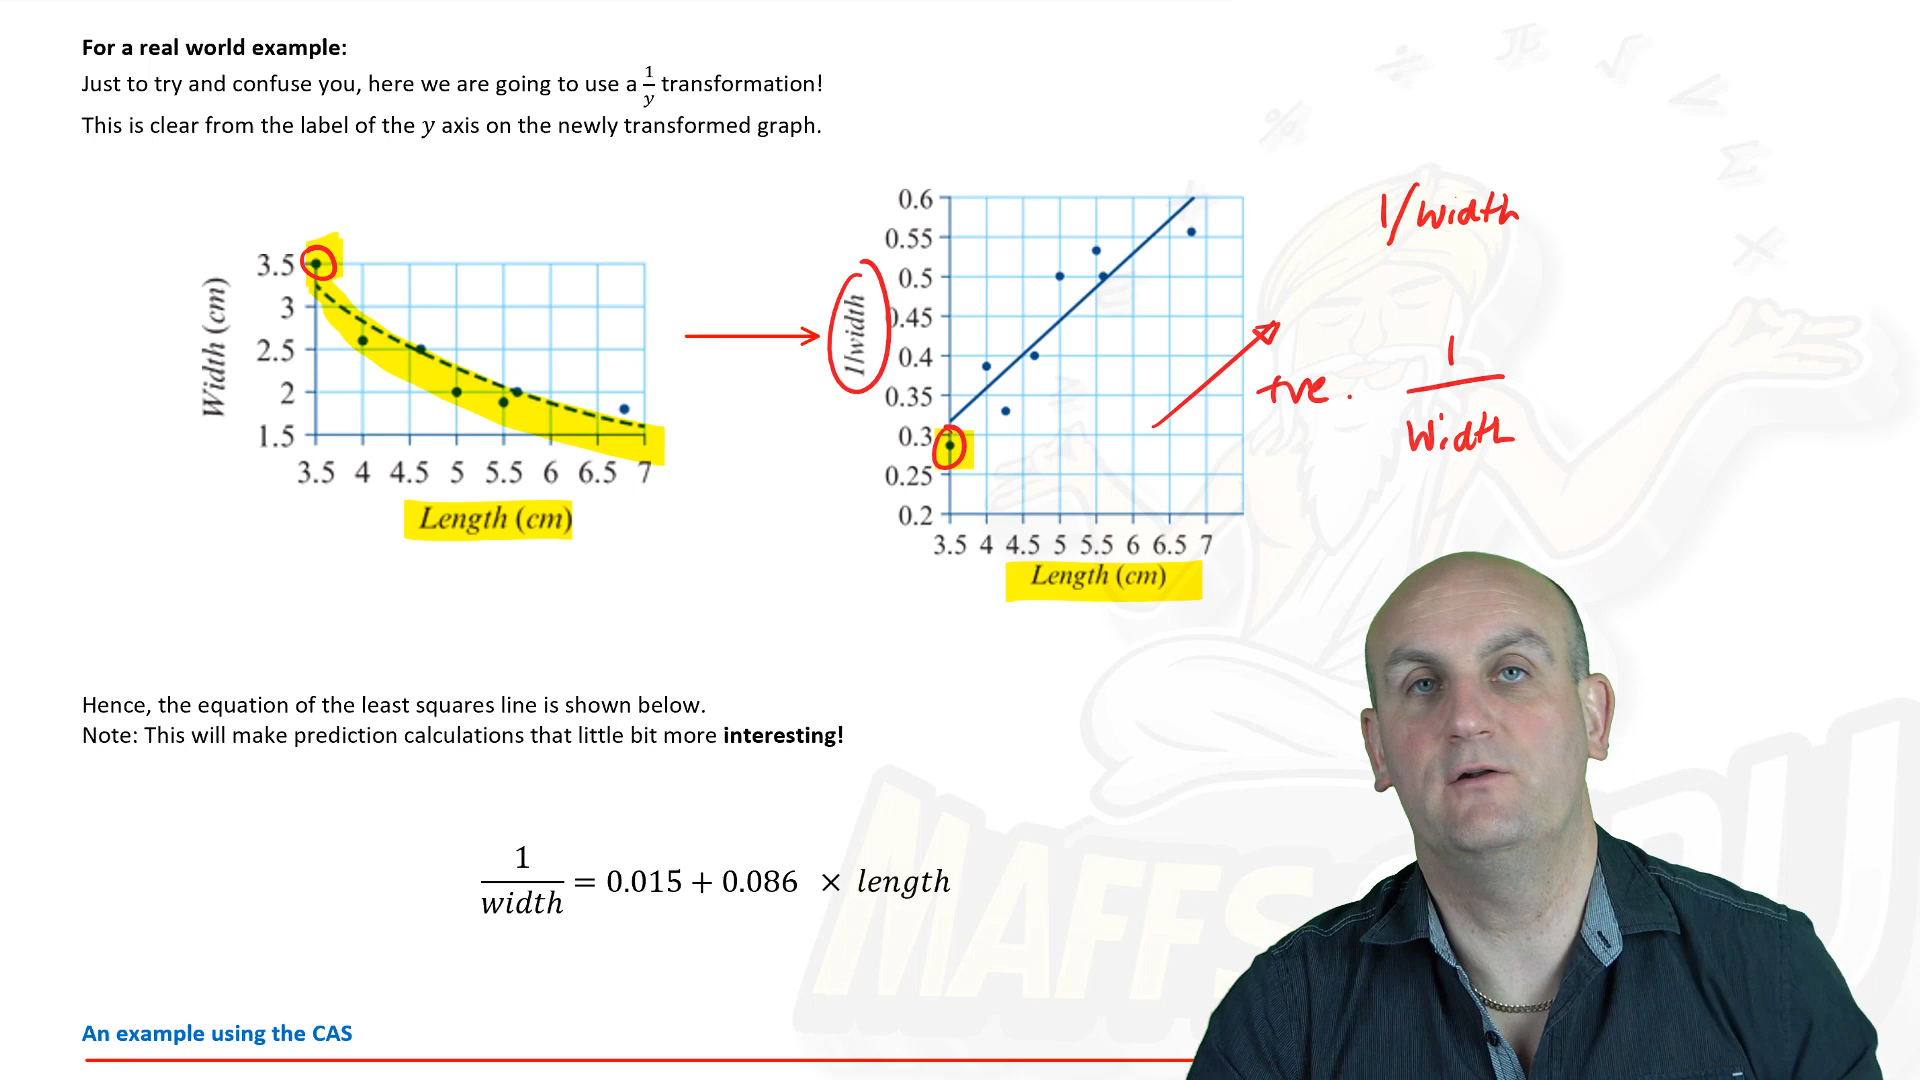 For a real world example:
Just to try and confuse you, here we are going to use a 1/y transformation!
This is clear from the label of the y axis on the newly transformed graph.
Width (cm)
3.5
3
2.5
2
1.5
3.5 4 4.5 5 5.5 6 6.5 7
Length (cm)
1/width
0.6
0.55
0.5
0.45
0.4
0.35
0.3
0.25
0.2
3.5 4 4.5 5 5.5 6 6.5 7
Length (cm)
1/width
+ve.
1
width
Hence, the equation of the least squares line is shown below.
Note: This will make prediction calculations that little bit more interesting!
1/width = 0.015 + 0.086 × length
An example using the CAS
MAFFS